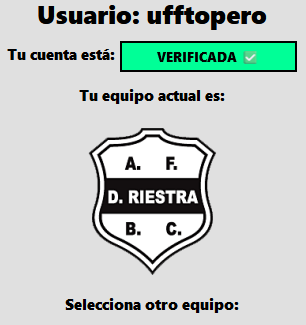 Usuario: ufftopero
Tu cuenta está: VERIFICADA ✅
Tu equipo actual es:
A. F.
D. RIESTRA
B. C.
Selecciona otro equipo: